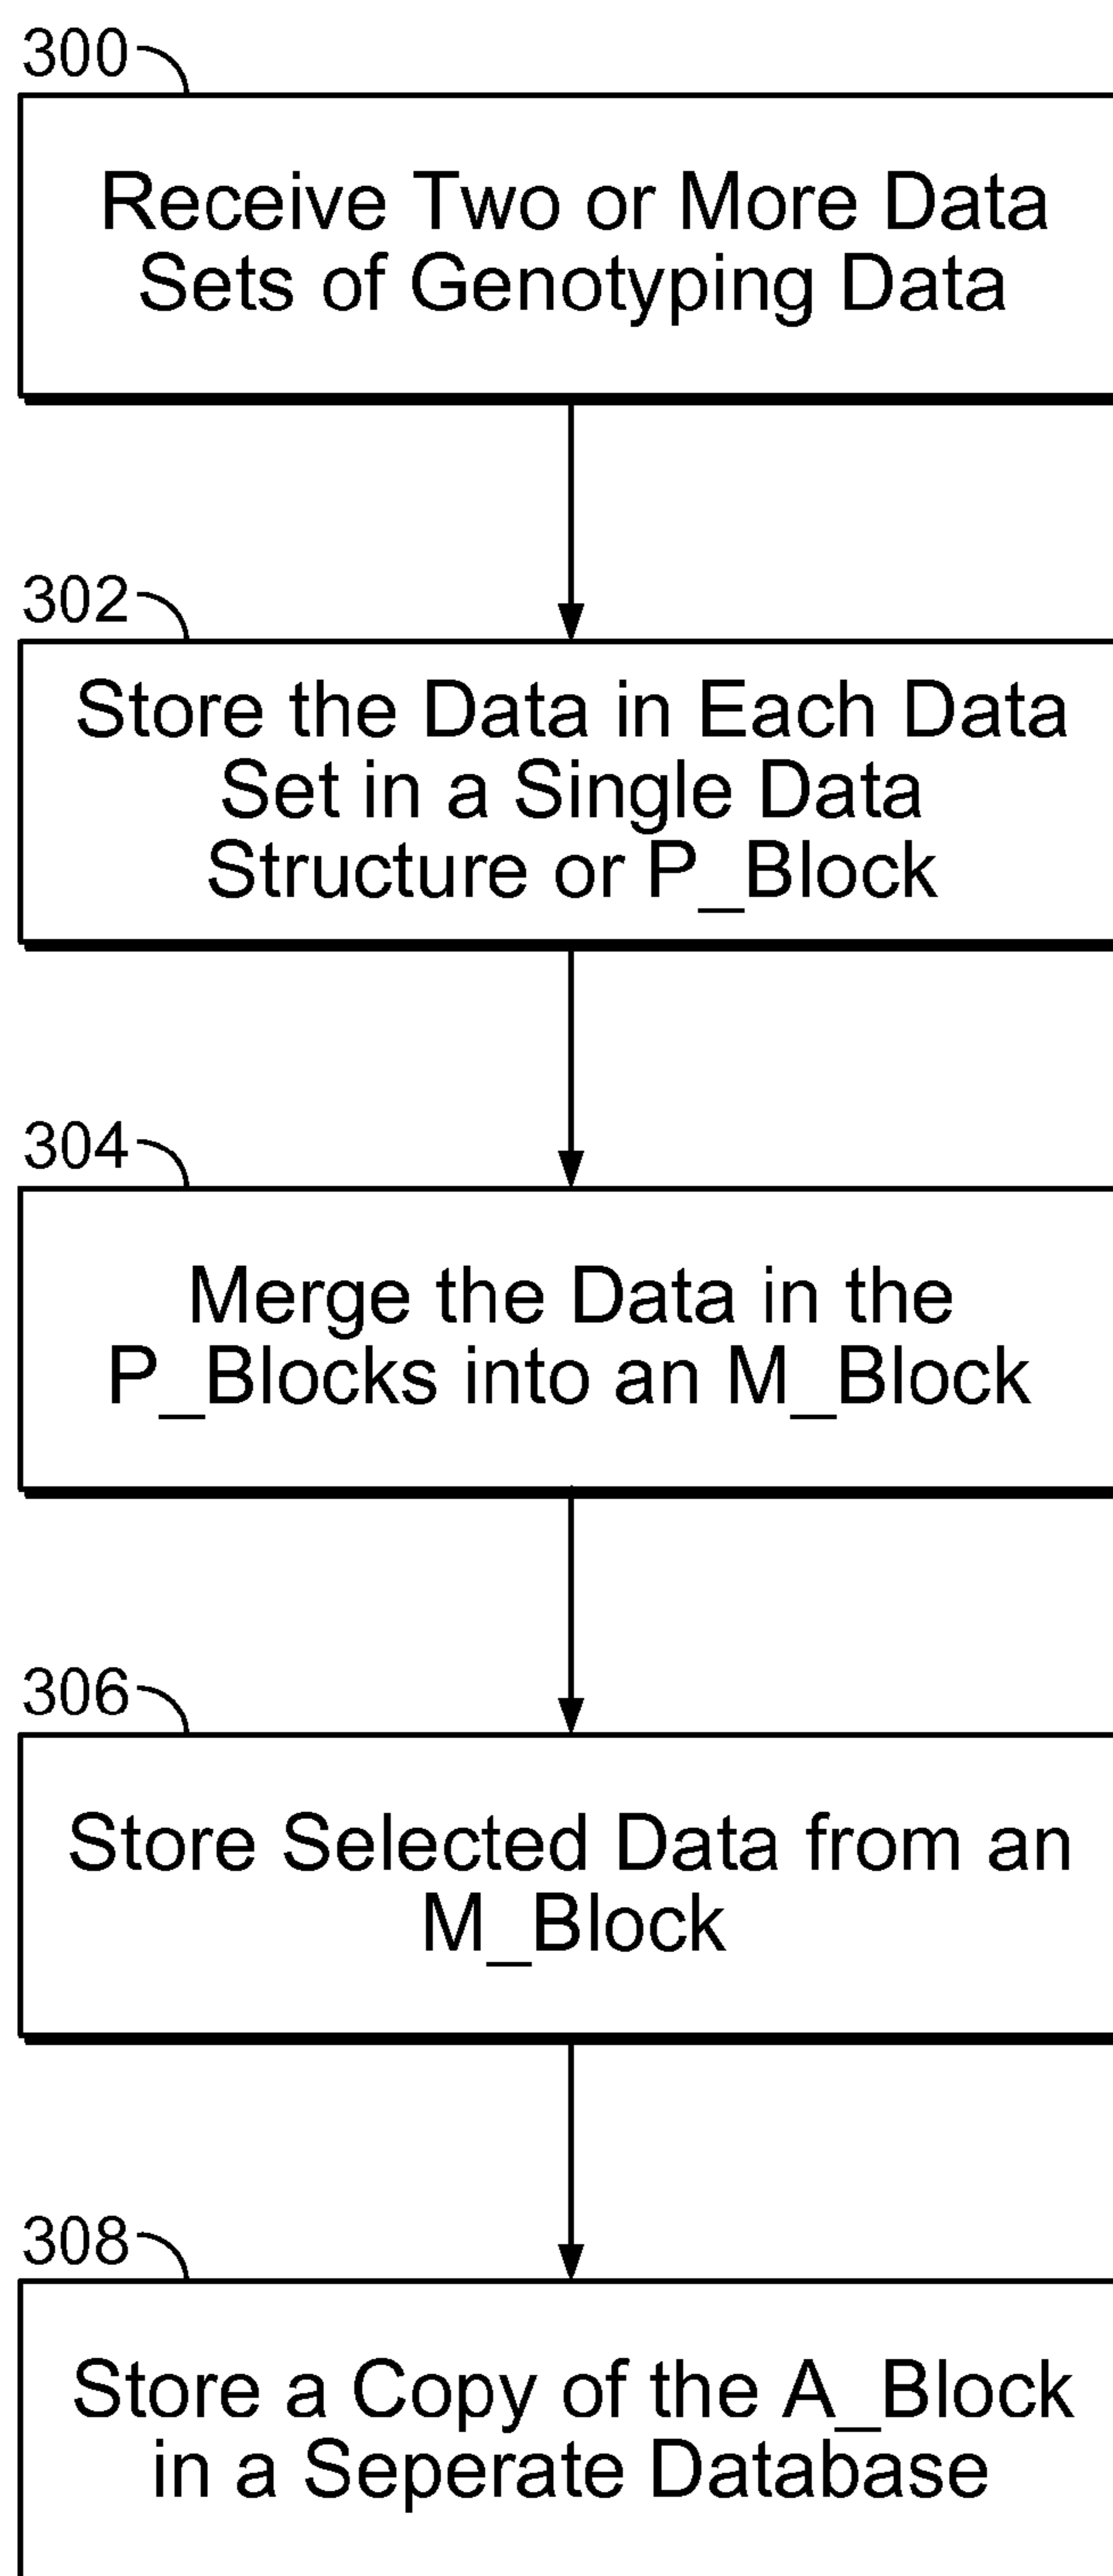 300
Receive Two or More Data
Sets of Genotyping Data
302
Store the Data in Each Data
Set in a Single Data
Structure or P_Block
304
Merge the Data in the
P_Blocks into an M_Block
306
Store Selected Data from an
M_Block
308
Store a Copy of the A_Block
in a Seperate Database